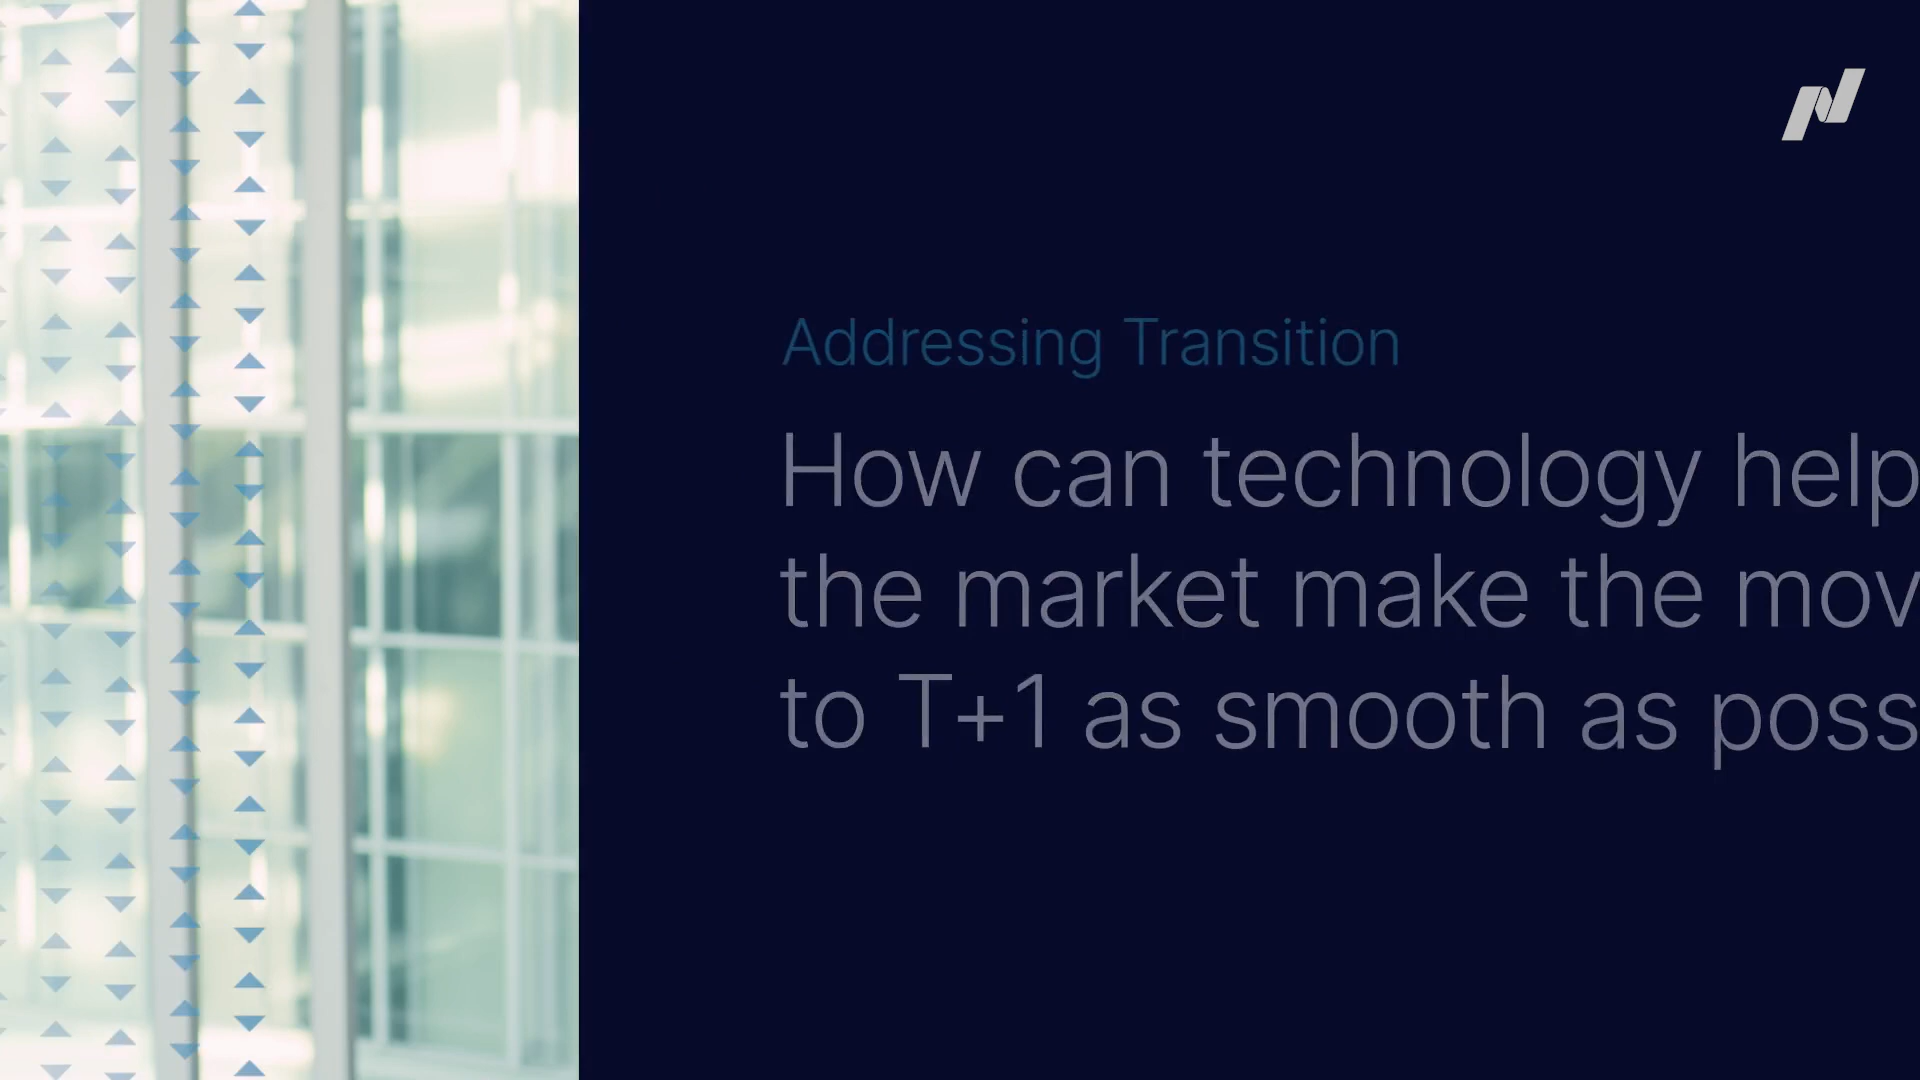 Addressing Transition
How can technology help
the market make the mov
to T+1 as smooth as poss